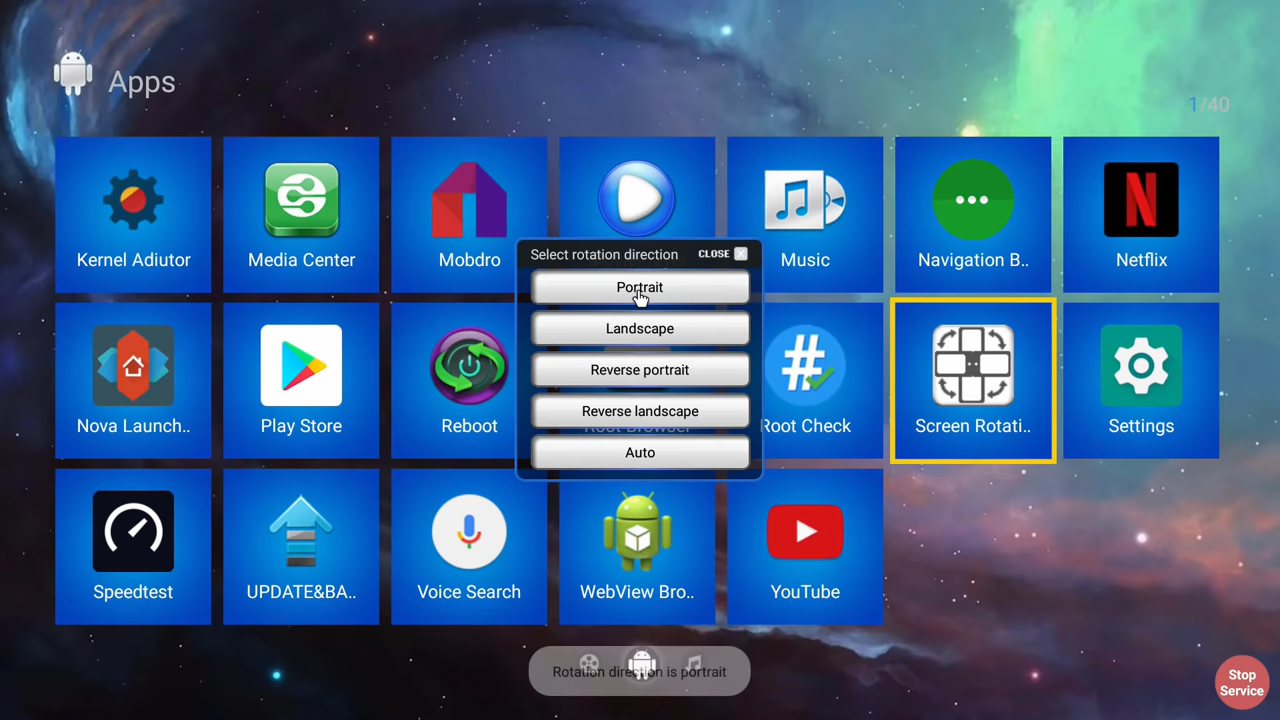 Apps
1/40
Kernel Adiutor
Media Center
Mobdro
Music
Navigation B..
Netflix
Select rotation direction
CLOSE
Portrait
Landscape
Reverse portrait
Reverse landscape
Auto
Nova Launch..
Play Store
Reboot
Root Browser
Root Check
Screen Rotati..
Settings
Speedtest
UPDATE&BA..
Voice Search
WebView Bro..
YouTube
Rotation direction is portrait
Stop
Service